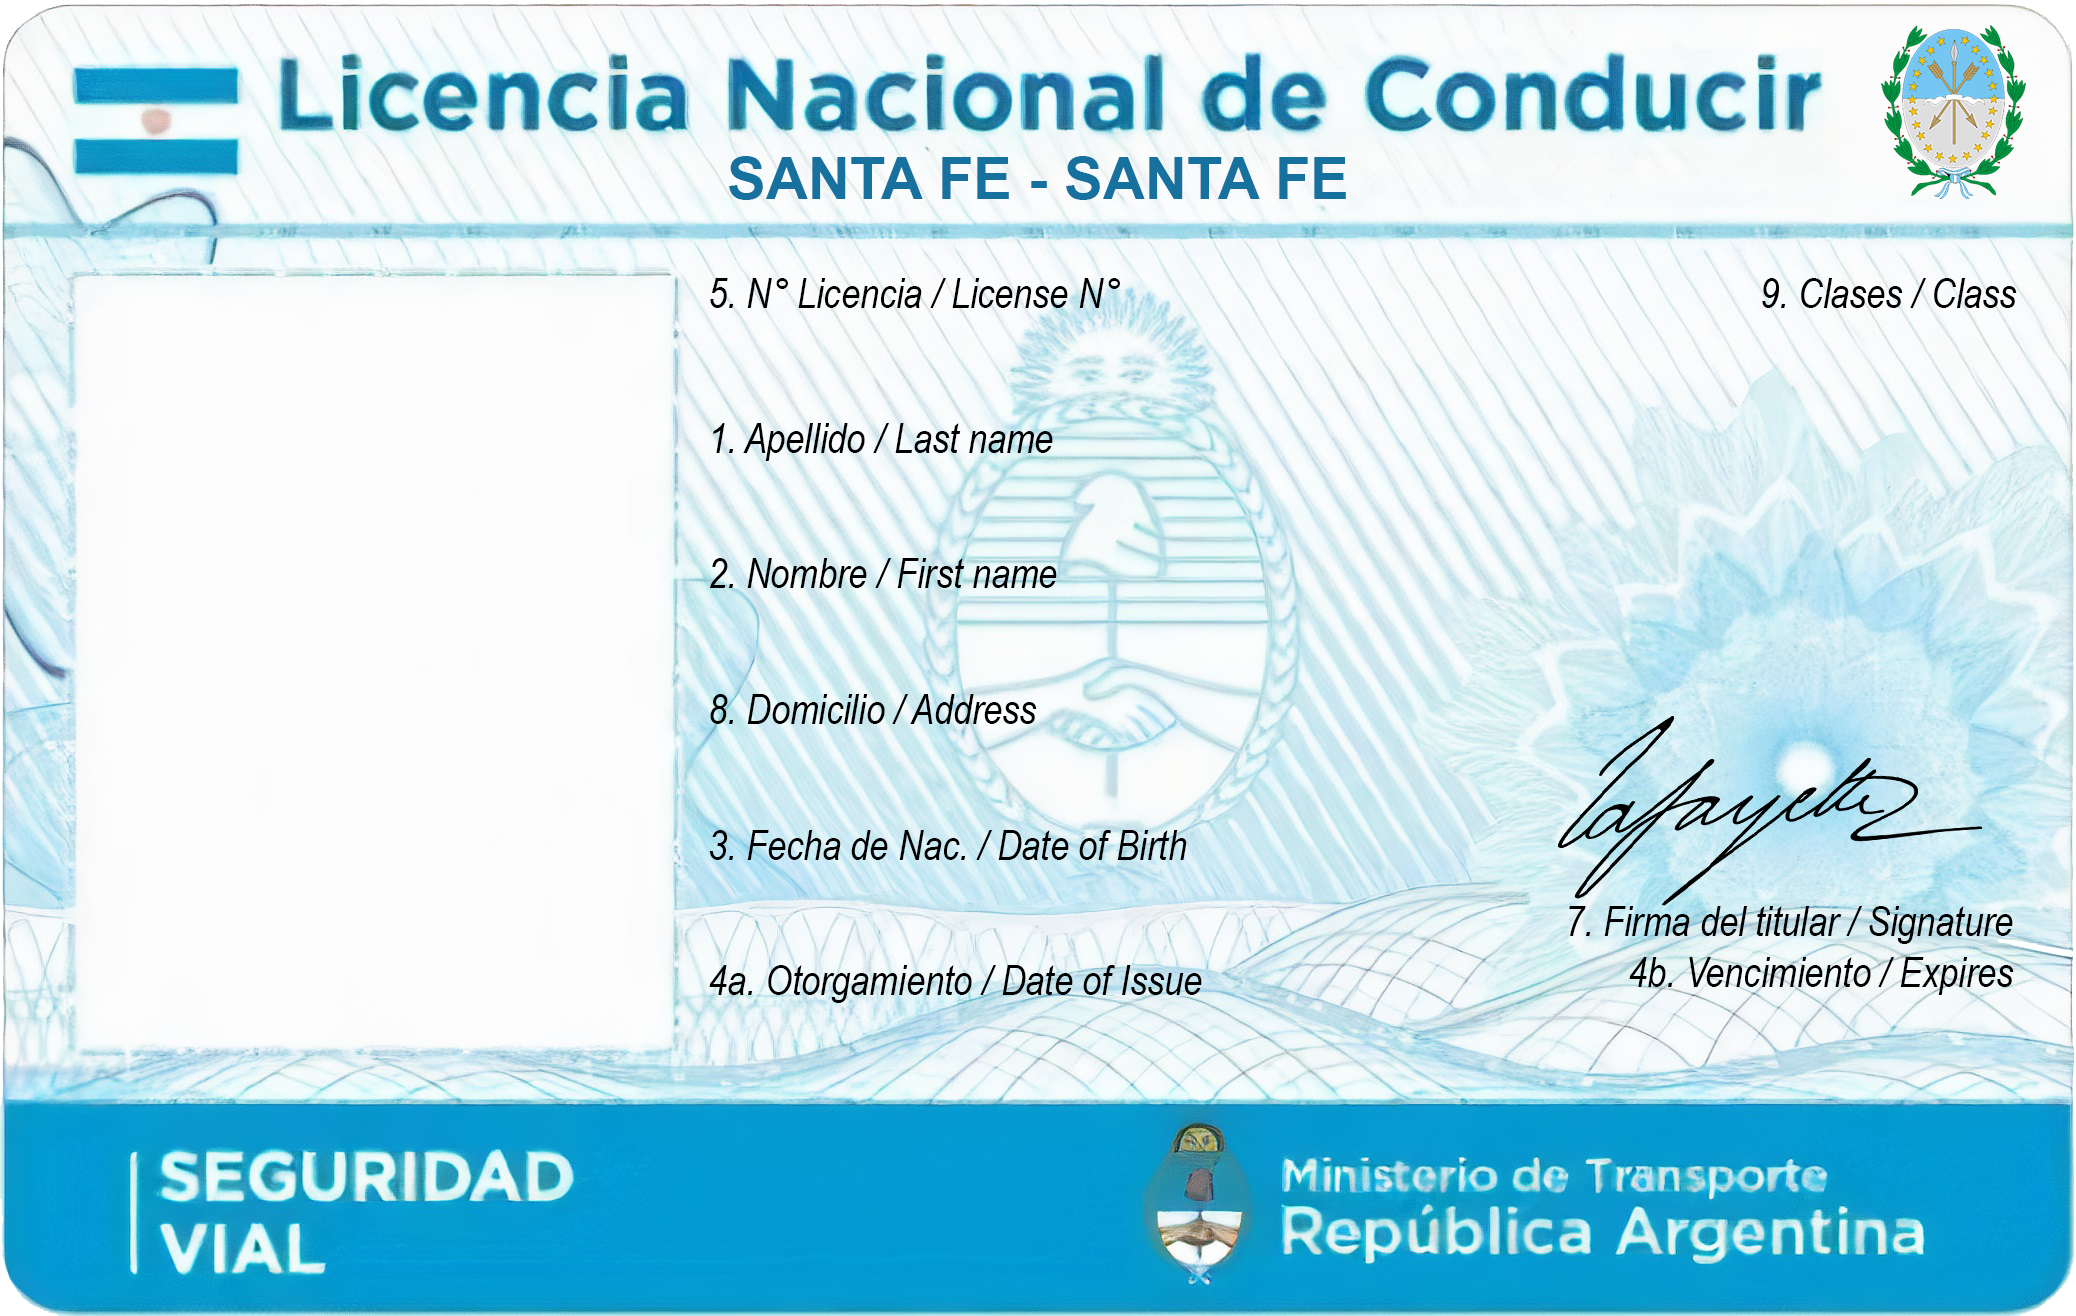 Licencia Nacional de Conducir
SANTA FE - SANTA FE
5. N° Licencia / License N°
9. Clases / Class
1. Apellido / Last name
2. Nombre / First name
8. Domicilio / Address
3. Fecha de Nac. / Date of Birth
Lafayette
7. Firma del titular / Signature
4a. Otorgamiento / Date of Issue
4b. Vencimiento / Expires
SEGURIDAD
VIAL
Ministerio de Transporte
República Argentina